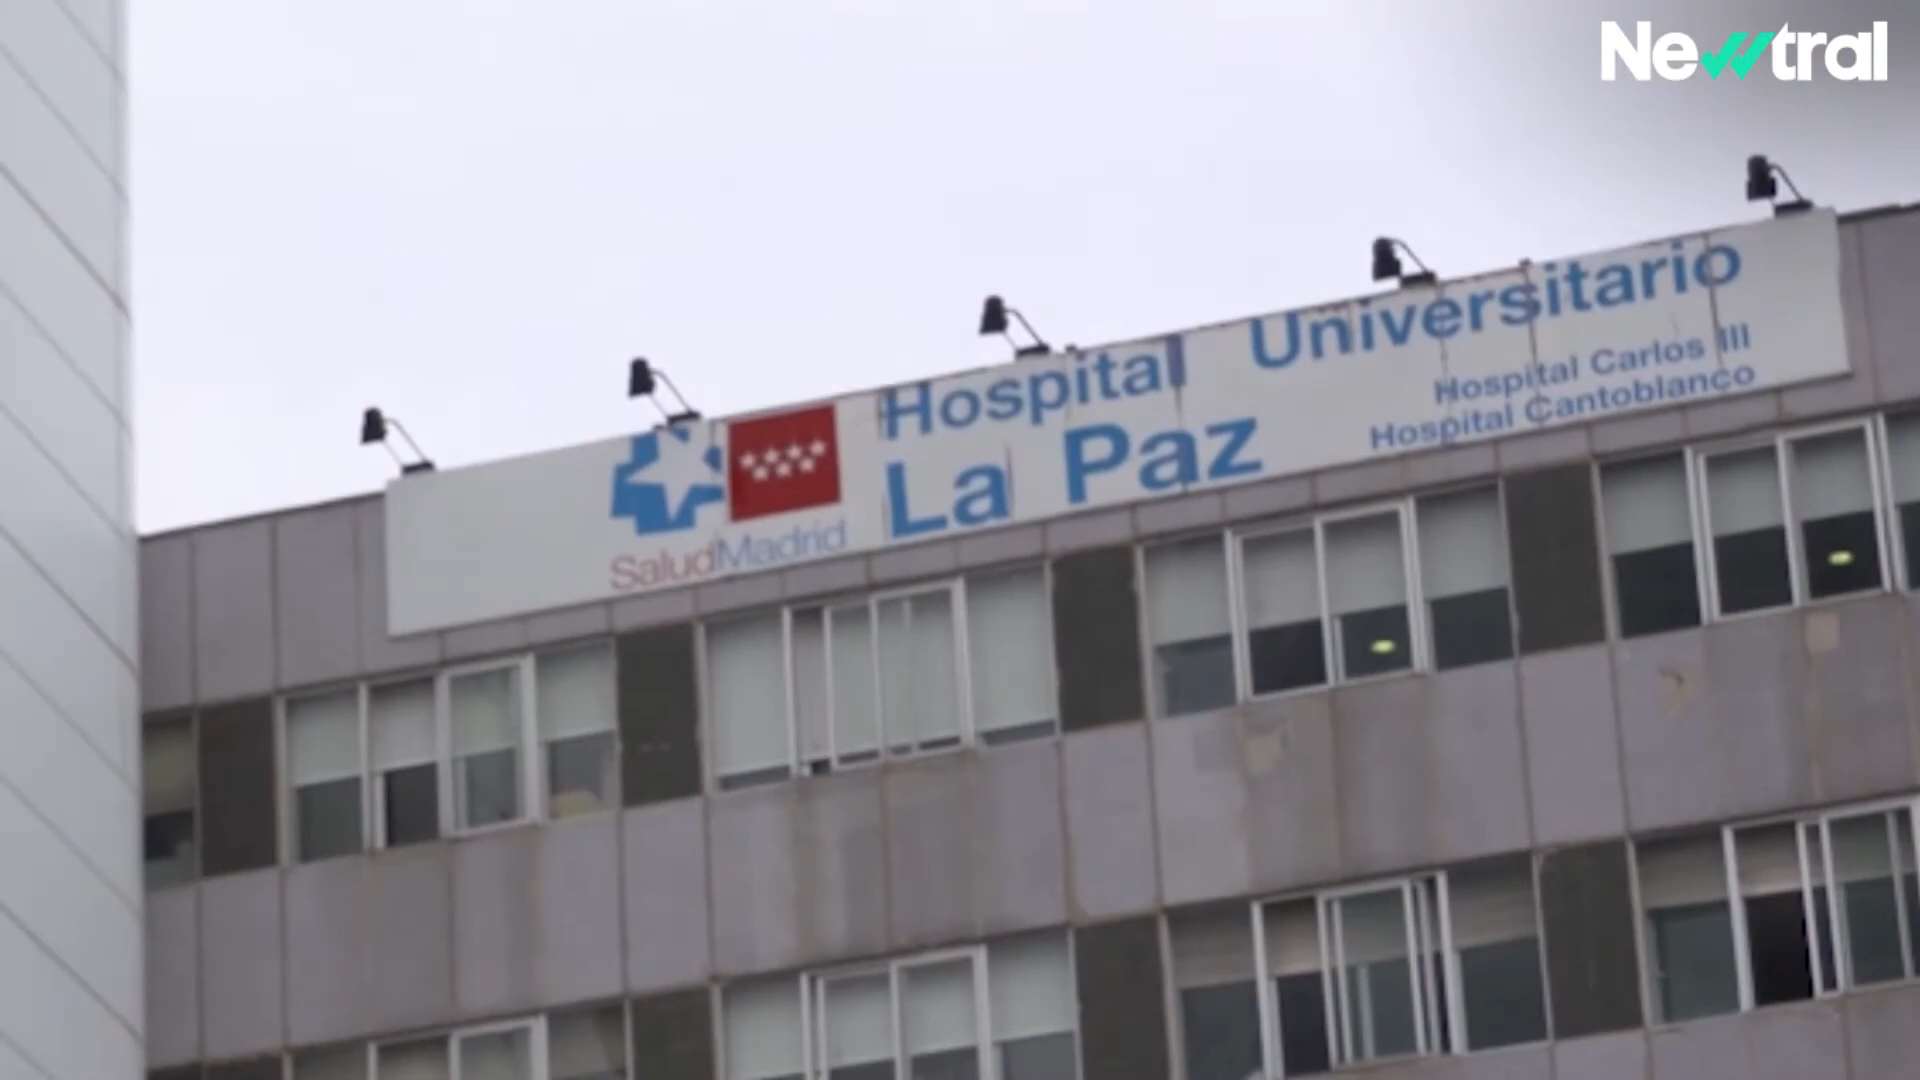 Newtral
Hospital Universitario
La Paz
Hospital Carlos III
Hospital Cantoblanco
SaludMadrid